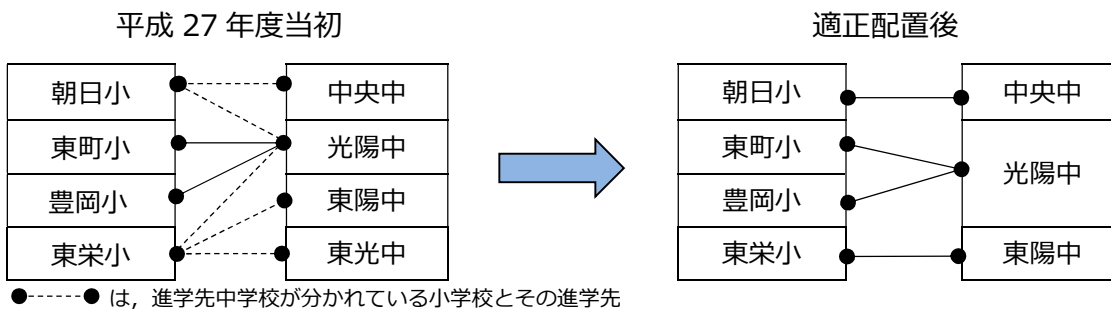 平成 27 年度当初
適正配置後
朝日小
中央中
東町小
光陽中
豊岡小
東陽中
東栄小
東光中
朝日小
中央中
東町小
光陽中
豊岡小
東栄小
東陽中
●------● は，進学先中学校が分かれている小学校とその進学先